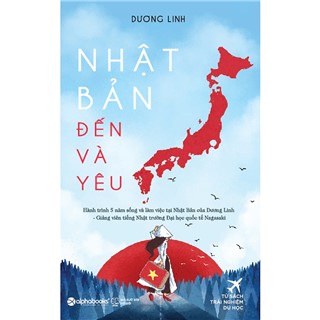 DƯƠNG LINH
NHẬT
BẢN
ĐẾN
VÀ
YÊU
Hành trình 5 năm sống và làm việc tại Nhật Bản của Dương Linh
- Giảng viên tiếng Nhật trường Đại học quốc tế Nagasaki
alphabooks
TỦ SÁCH
TRẢI NGHIỆM
DU HỌC